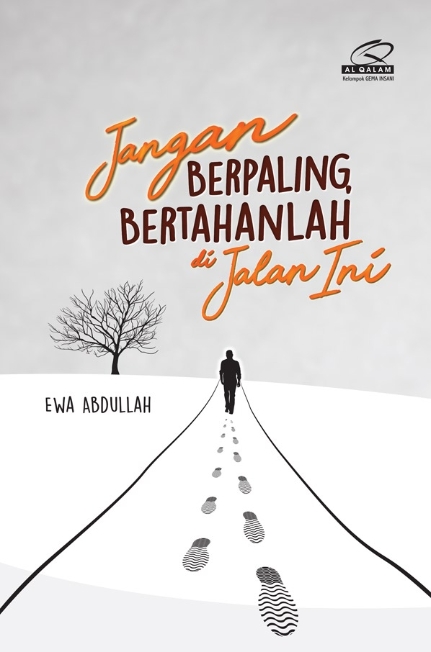 AL QALAM
Kelompok GEMA INSANI
Jangan
BERPALING,
BERTAHANLAH
di Jalan Ini
EWA ABDULLAH